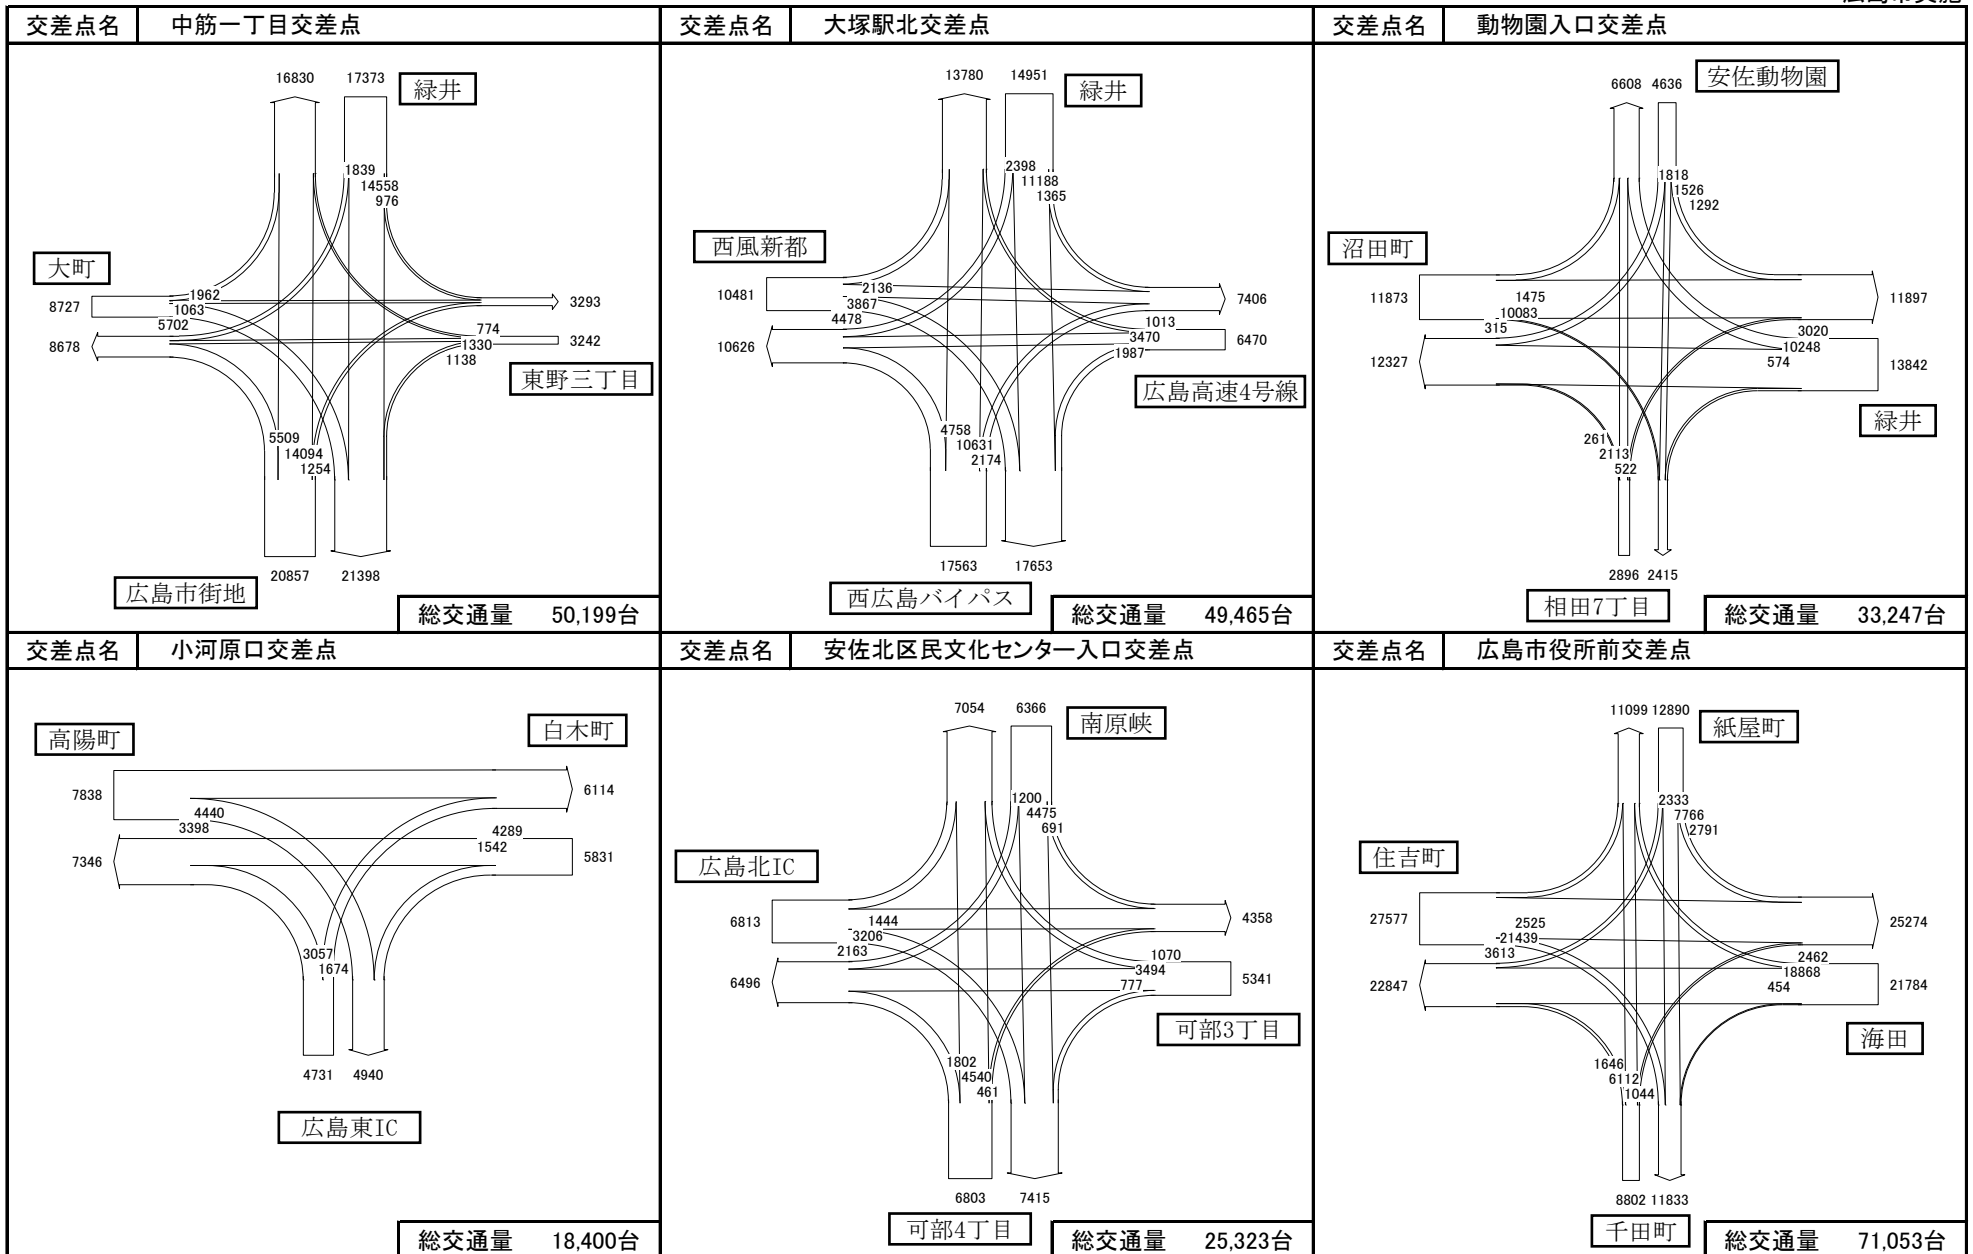 交差点名 中筋一丁目交差点
16830 17373 緑井
1839
14558
976
大町
8727
1962
1063
5702
8678
3293
774
1330
1138
3242
東野三丁目
5509
14094
1254
広島市街地
20857 21398
総交通量 50,199台
交差点名 大塚駅北交差点
13780 14951 緑井
2398
11188
1365
西風新都
10481
2136
3867
4478
10626
7406
1013
3470
1987
6470
広島高速4号線
4758
10631
2174
17563 17653
西広島バイパス
総交通量 49,465台
交差点名 動物園入口交差点
6608 4636 安佐動物園
1818
1526
1292
沼田町
11873
1475
10083
315
12327
11897
3020
10248
574
13842
緑井
261
2113
522
2896 2415
相田7丁目
総交通量 33,247台
交差点名 小河原口交差点
高陽町
白木町
7838
4440
3398
7346
6114
4289
1542
5831
3057
1674
4731 4940
広島東IC
総交通量 18,400台
交差点名 安佐北区民文化センター入口交差点
7054 6366 南原峡
1200
4475
691
広島北IC
6813
1444
3206
2163
6496
4358
1070
3494
777
5341
可部3丁目
1802
4540
461
6803 7415
可部4丁目
総交通量 25,323台
交差点名 広島市役所前交差点
11099 12890 紙屋町
2333
7766
2791
住吉町
27577
2525
21439
3613
22847
25274
2462
18868
454
21784
海田
1646
6112
1044
8802 11833
千田町
総交通量 71,053台